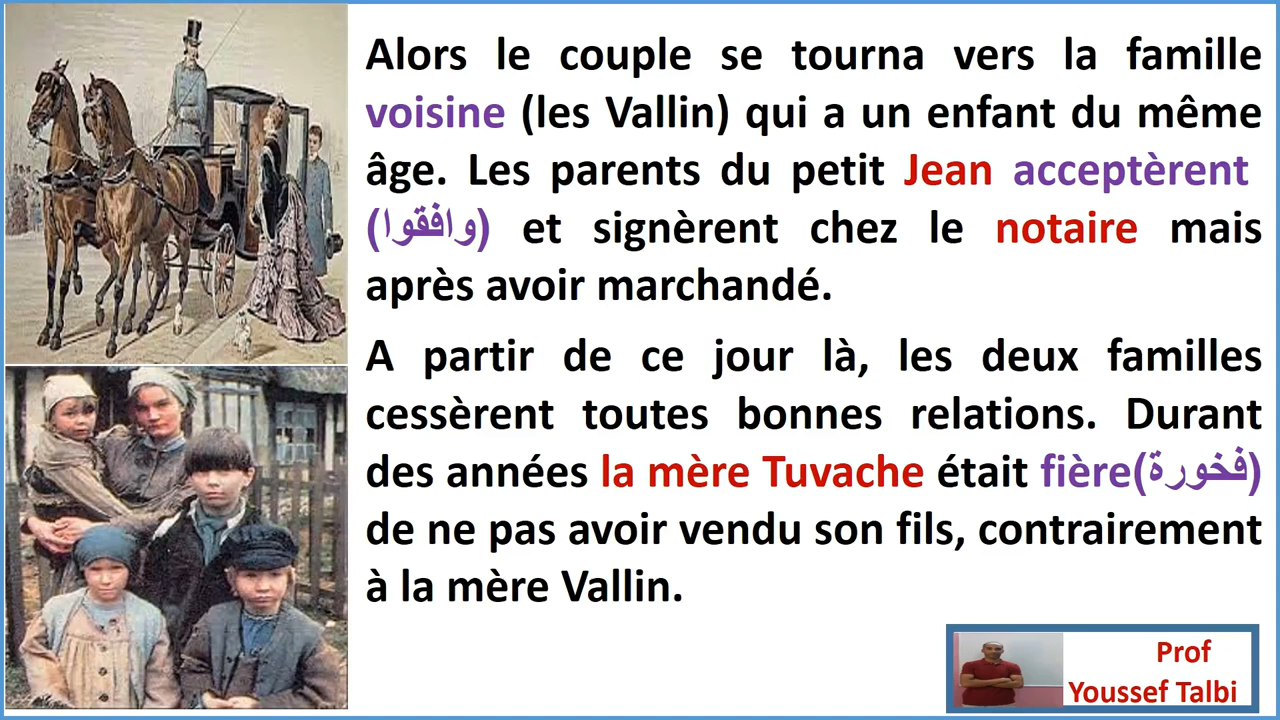 Alors le couple se tourna vers la famille
voisine (les Vallin) qui a un enfant du même
âge. Les parents du petit Jean acceptèrent
(وافقوا) et signèrent chez le notaire mais
après avoir marchandé.
A partir de ce jour là, les deux familles
cessèrent toutes bonnes relations. Durant
des années la mère Tuvache était fière(فخورة)
de ne pas avoir vendu son fils, contrairement
à la mère Vallin.
Prof
Youssef Talbi